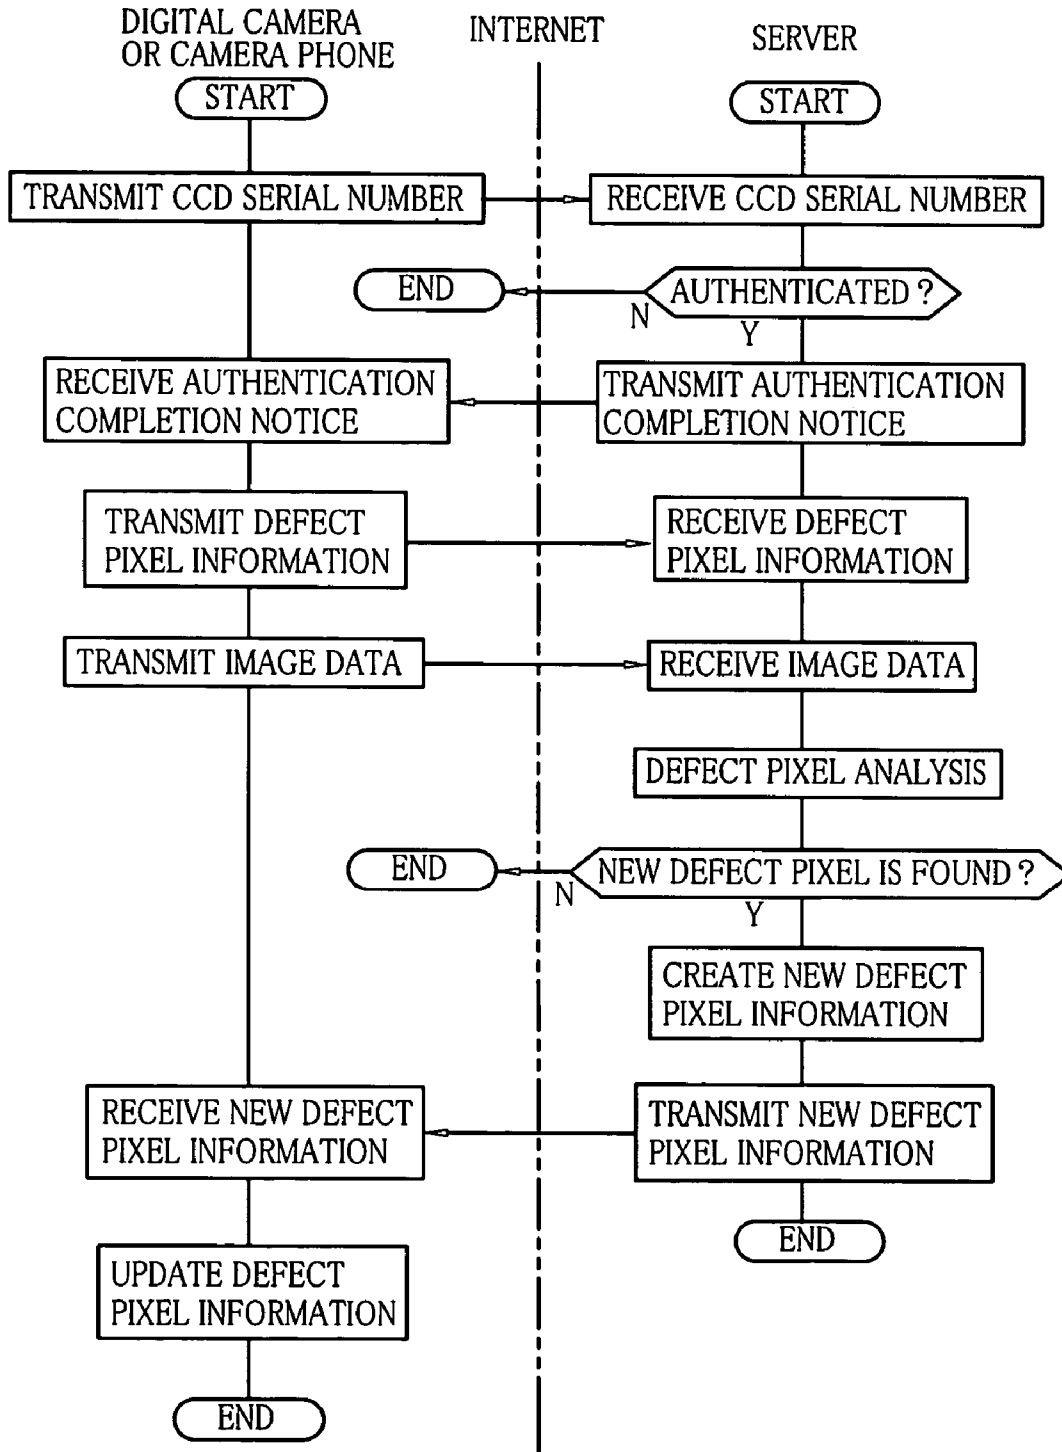 DIGITAL CAMERA
OR CAMERA PHONE
INTERNET
SERVER
START
START
TRANSMIT CCD SERIAL NUMBER
RECEIVE CCD SERIAL NUMBER
END
AUTHENTICATED ?
N
Y
RECEIVE AUTHENTICATION
COMPLETION NOTICE
TRANSMIT AUTHENTICATION
COMPLETION NOTICE
TRANSMIT DEFECT
PIXEL INFORMATION
RECEIVE DEFECT
PIXEL INFORMATION
TRANSMIT IMAGE DATA
RECEIVE IMAGE DATA
DEFECT PIXEL ANALYSIS
END
NEW DEFECT PIXEL IS FOUND ?
N
Y
CREATE NEW DEFECT
PIXEL INFORMATION
RECEIVE NEW DEFECT
PIXEL INFORMATION
TRANSMIT NEW DEFECT
PIXEL INFORMATION
END
UPDATE DEFECT
PIXEL INFORMATION
END